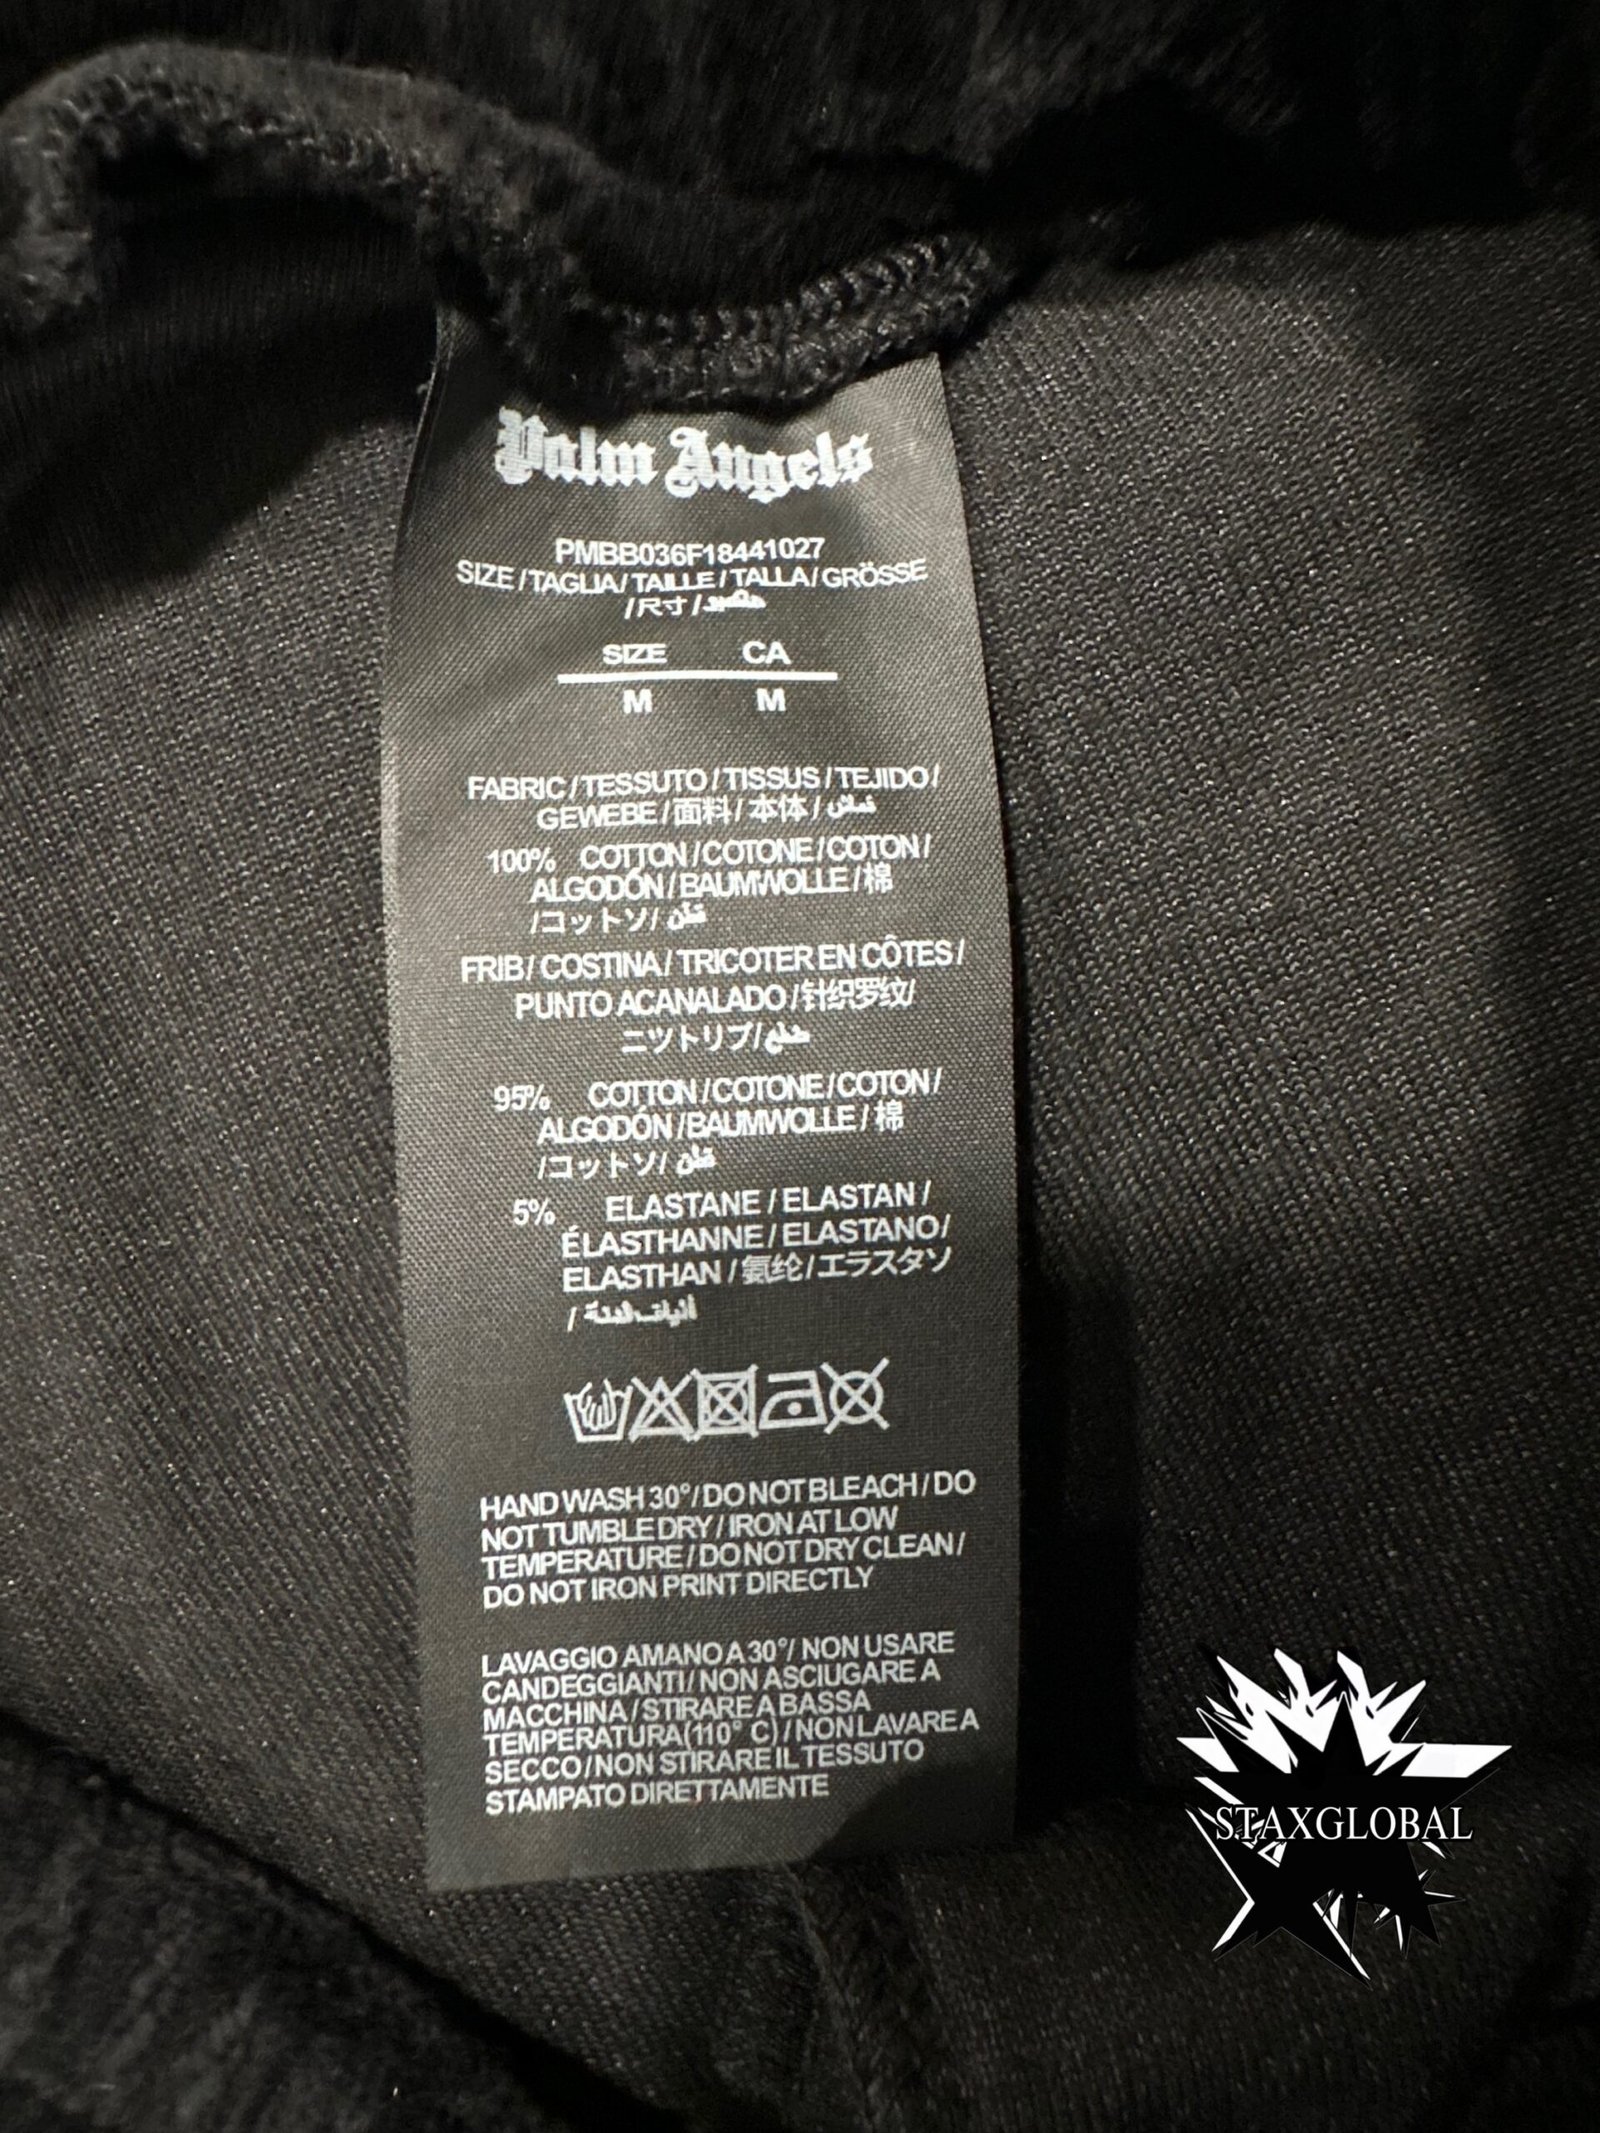 Palm Angels
PMBB036F18441027
SIZE / TAGLIA / TAILLE / TALLA / GRÖSSE
/ 尺寸 /
SIZE CA
M M
FABRIC / TESSUTO / TISSUS / TEJIDO /
GEWEBE / 面料 / 本体 / قماش
100% COTTON / COTONE / COTON /
ALGODÓN / BAUMWOLLE / 棉
/コットソ/ قطن
FRIB / COSTINA / TRICOTER EN CÔTES /
PUNTO ACANALADO / 针织罗纹/
ニツトリブ/
95% COTTON / COTONE / COTON /
ALGODÓN / BAUMWOLLE / 棉
/コットソ/ قطن
5% ELASTANE / ELASTAN /
ÉLASTHANNE / ELASTANO /
ELASTHAN / 氨纶 / エラスタソ
/
HAND WASH 30°/ DO NOT BLEACH / DO
NOT TUMBLE DRY / IRON AT LOW
TEMPERATURE / DO NOT DRY CLEAN /
DO NOT IRON PRINT DIRECTLY
LAVAGGIO AMANO A 30°/ NON USARE
CANDEGGIANTI / NON ASCIUGARE A
MACCHINA / STIRARE A BASSA
TEMPERATURA(110° C) / NON LAVARE A
SECCO / NON STIRARE IL TESSUTO
STAMPATO DIRETTAMENTE
STAXGLOBAL